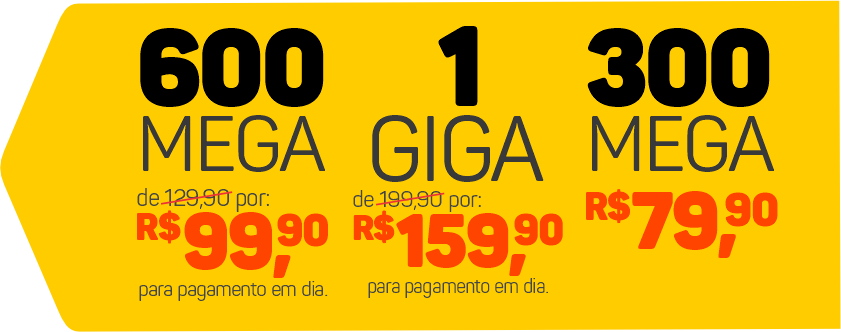 600
MEGA
de 129,90 por:
R$99,90
para pagamento em dia.
1
GIGA
de 199,90 por:
R$159,90
para pagamento em dia.
300
MEGA
R$79,90